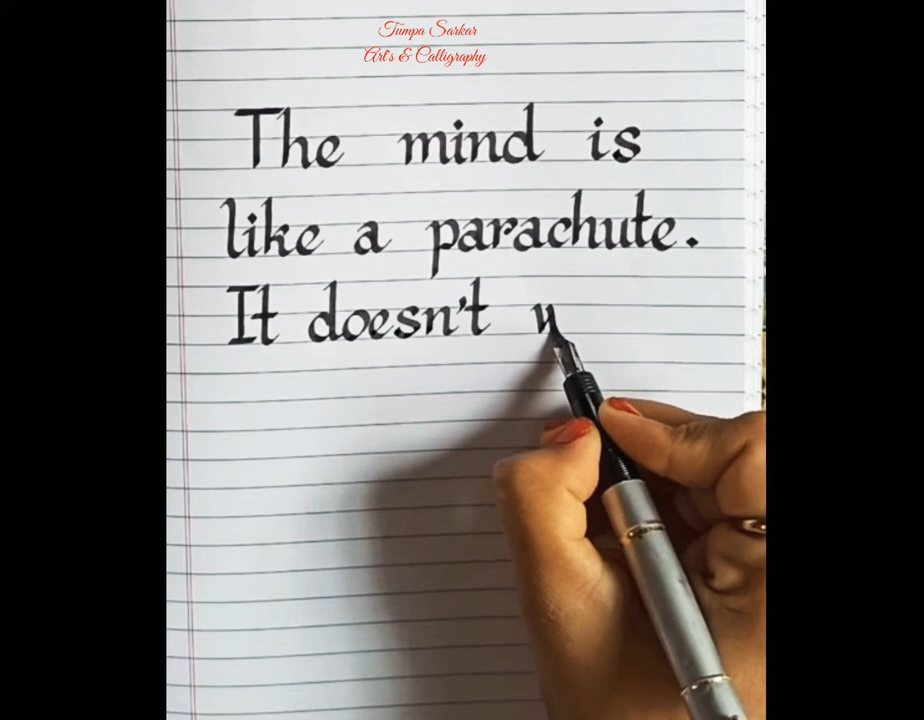 Tumpa Sarkar
Art's & Calligraphy
The mind is
like a parachute.
It doesn't